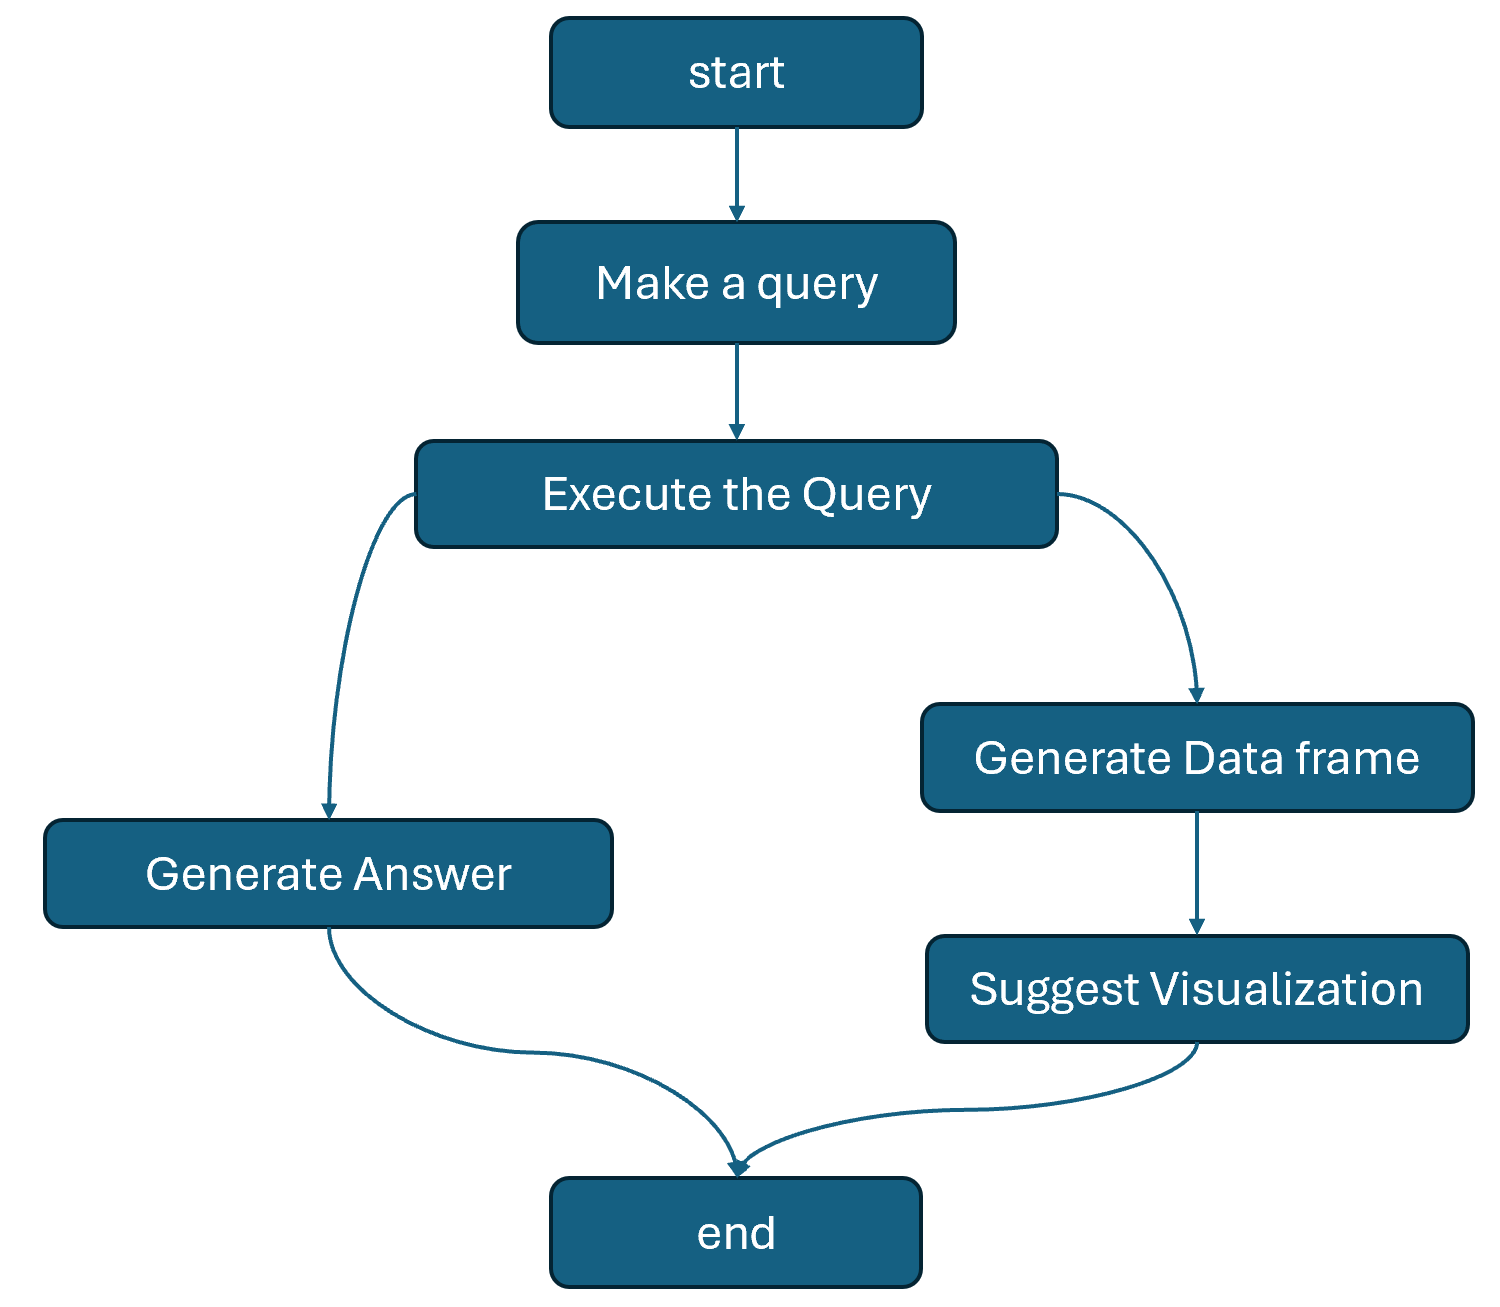 start
Make a query
Execute the Query
Generate Data frame
Generate Answer
Suggest Visualization
end